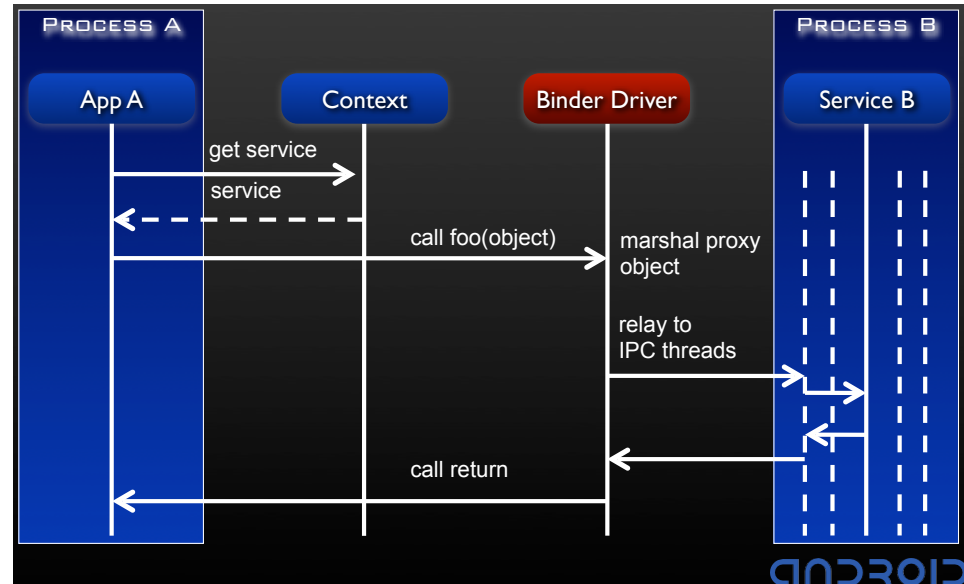 PROCESS A
PROCESS B
App A
Context
Binder Driver
Service B
get service
service
call foo(object)
marshal proxy
object
relay to
IPC threads
call return
ANDROID